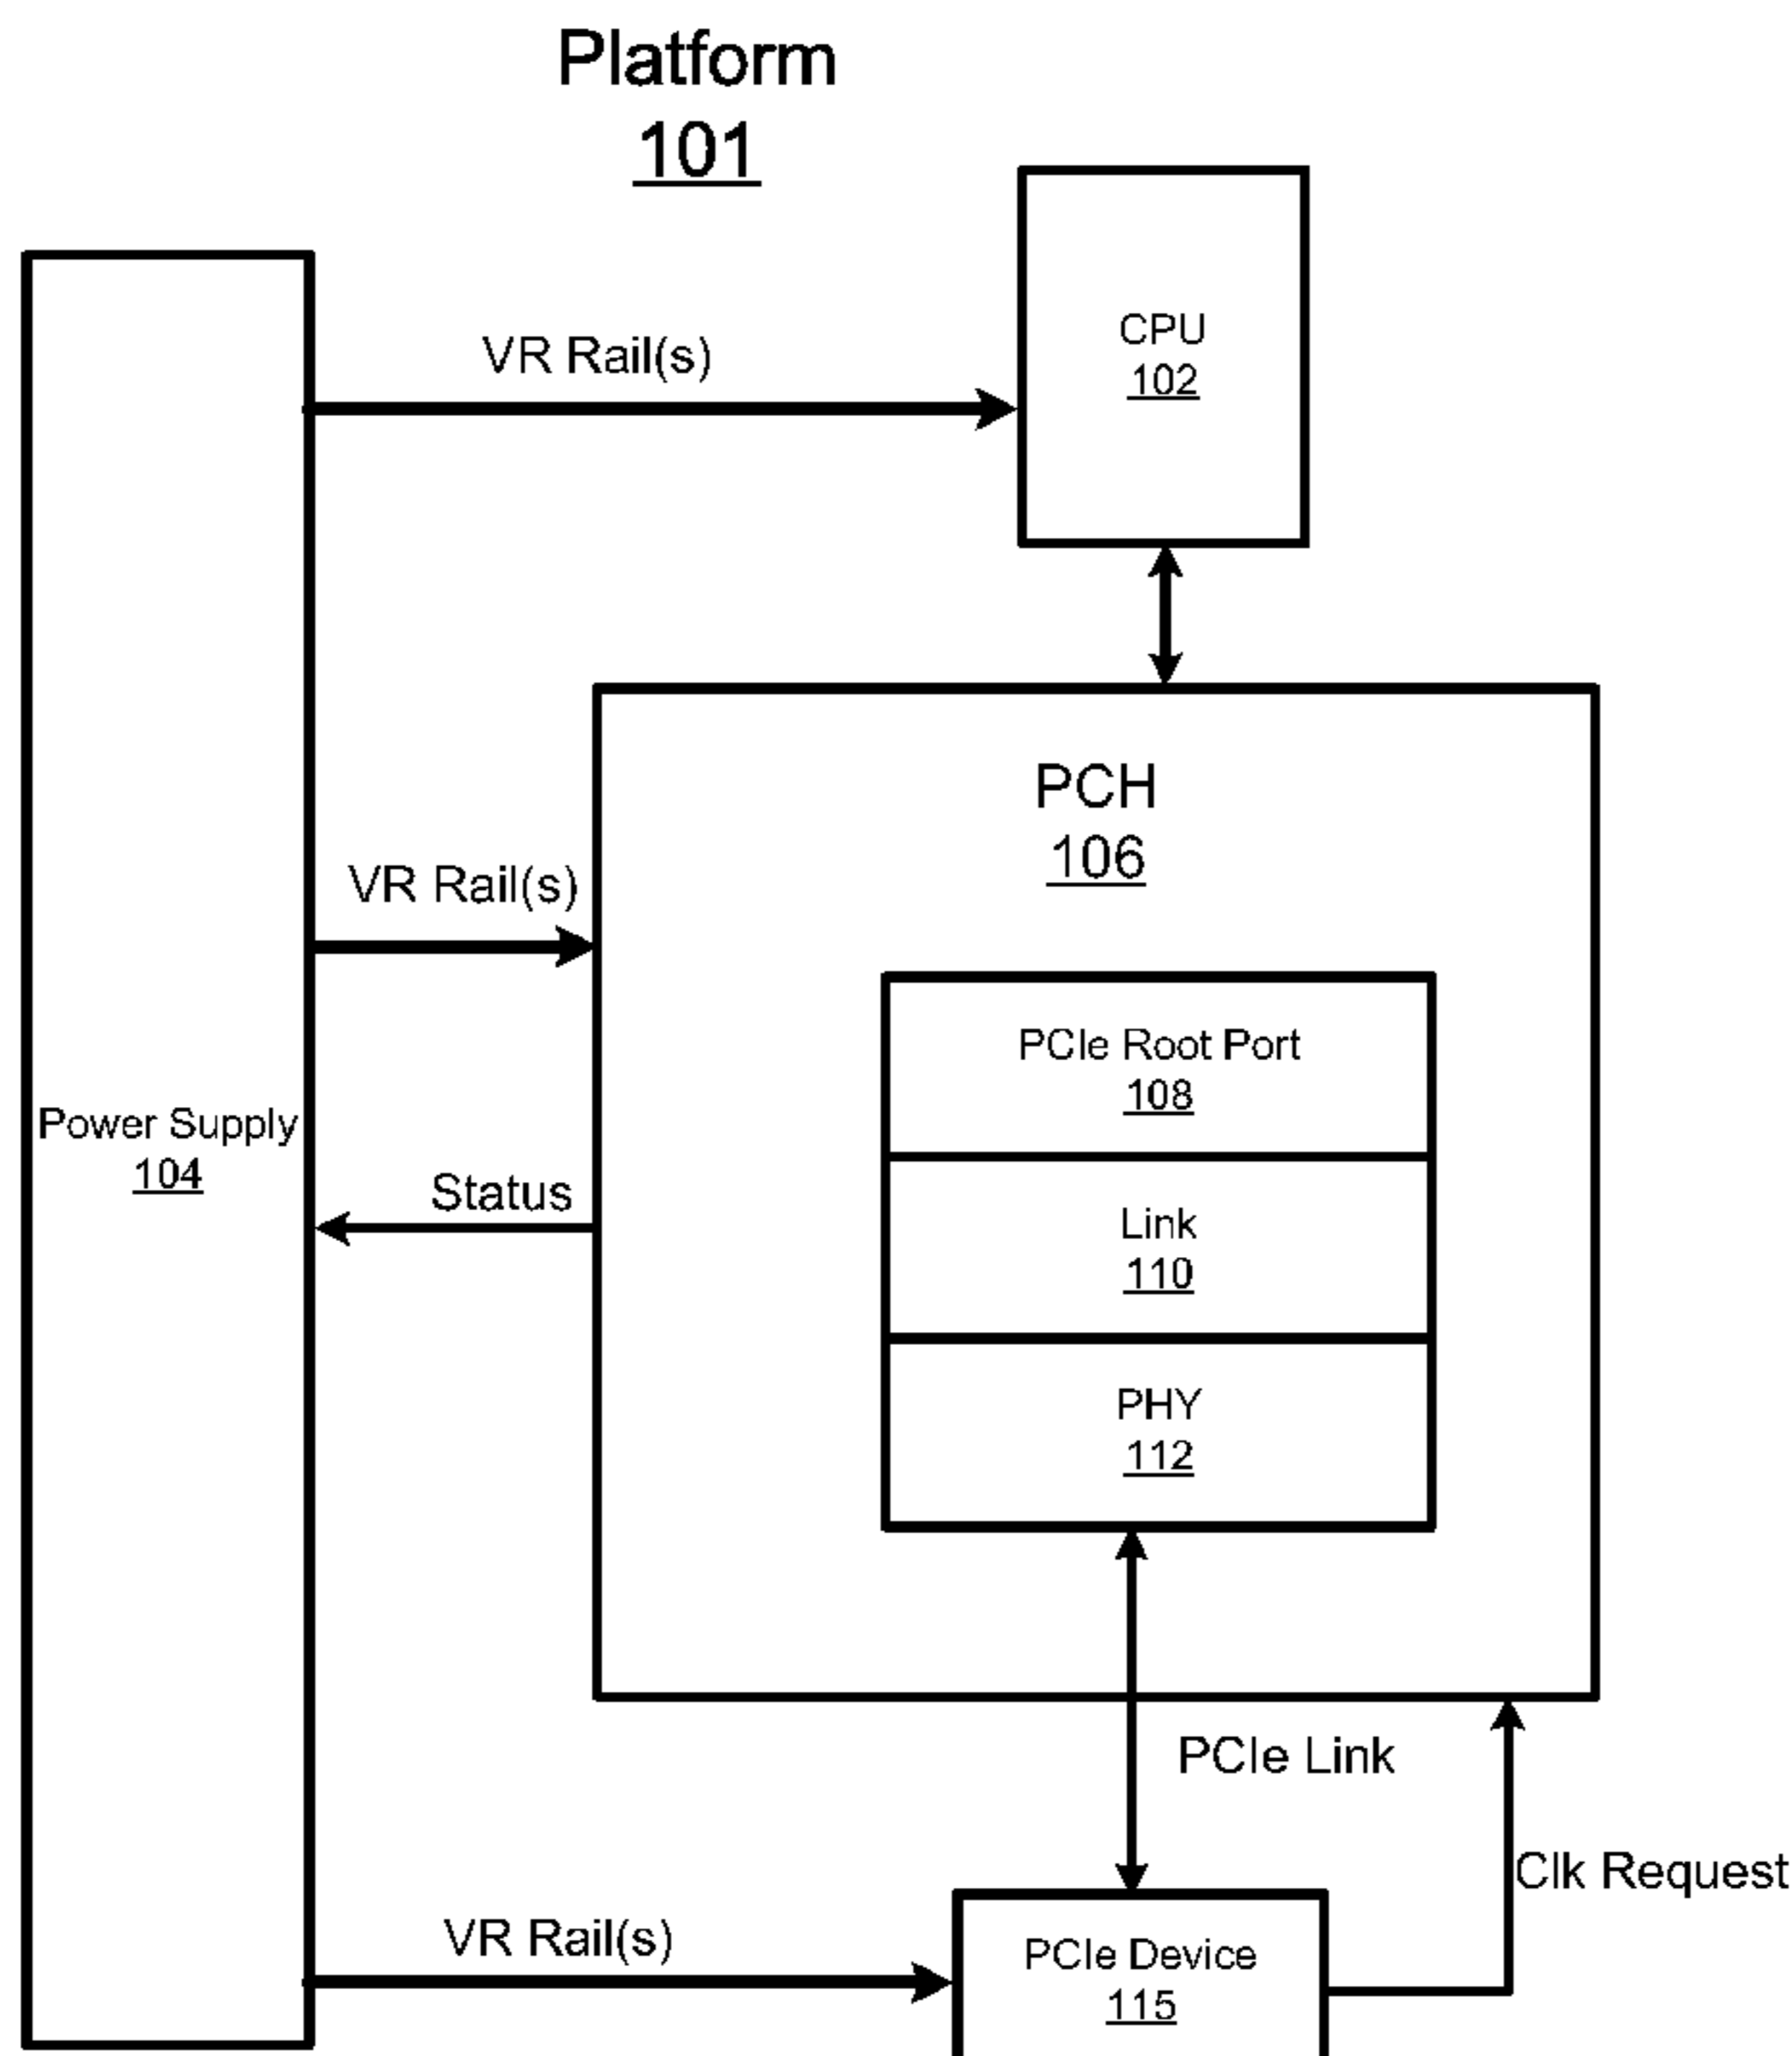 Platform
101
CPU
102
VR Rail(s)
PCH
106
VR Rail(s)
PCIe Root Port
108
Power Supply
104
Status
Link
110
PHY
112
PCIe Link
Clk Request
VR Rail(s)
PCIe Device
115